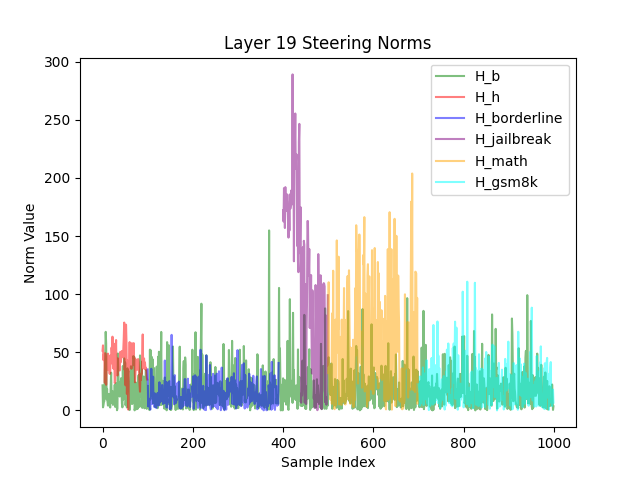 Layer 19 Steering Norms
300
250
200
150
100
50
0
Norm Value
0 200 400 600 800 1000
Sample Index
H_b
H_h
H_borderline
H_jailbreak
H_math
H_gsm8k